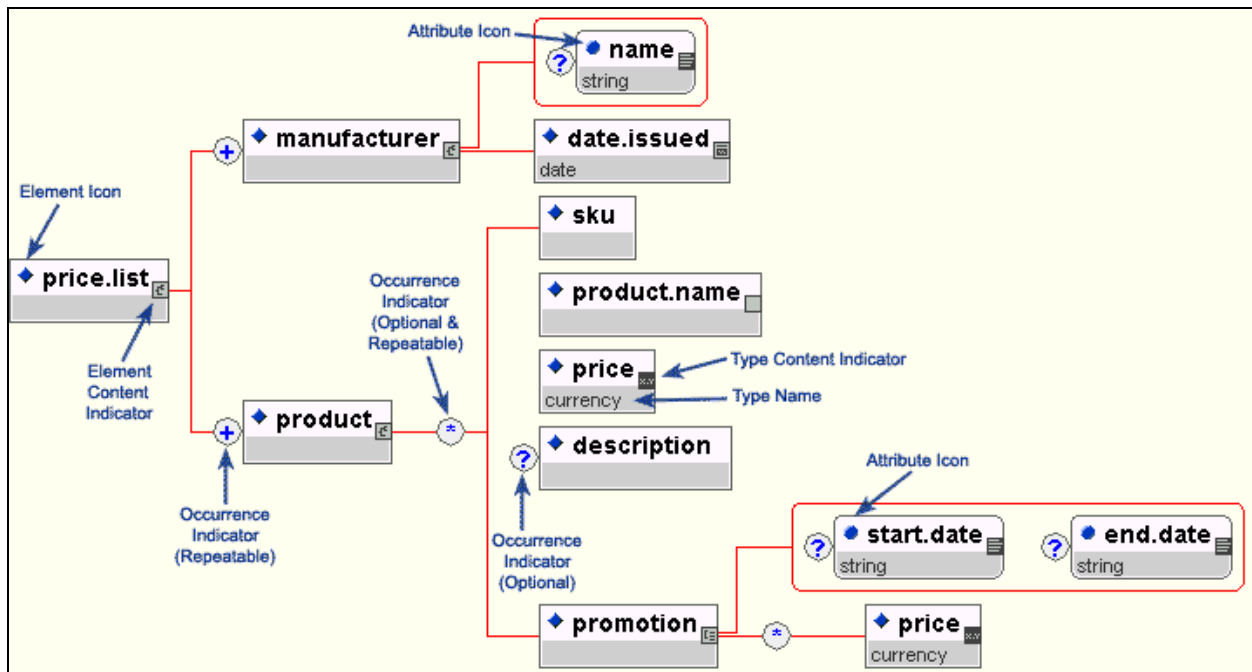 Attribute Icon
? name
string
+ manufacturer
date.issued
date
Element Icon
sku
price.list
Occurrence
Indicator
(Optional &
Repeatable)
product.name
Element
Content
Indicator
price
x.y
currency
Type Content Indicator
Type Name
+ product
*
? description
Attribute Icon
Occurrence
Indicator
(Repeatable)
Occurrence
Indicator
(Optional)
? start.date
string
? end.date
string
promotion
*
price
x.y
currency